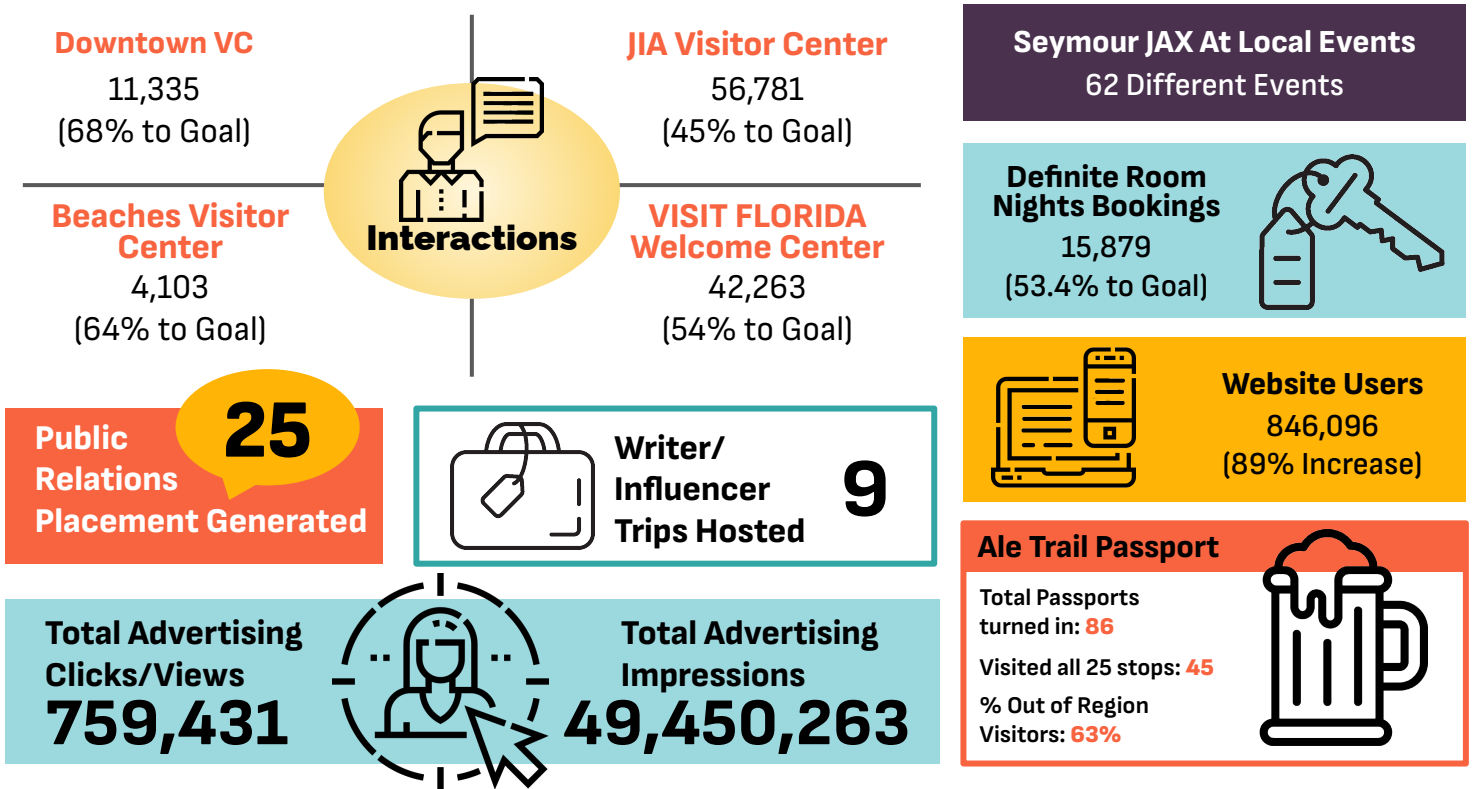 Downtown VC
11,335
(68% to Goal)
JIA Visitor Center
56,781
(45% to Goal)
Interactions
Beaches Visitor
Center
4,103
(64% to Goal)
VISIT FLORIDA
Welcome Center
42,263
(54% to Goal)
Seymour JAX At Local Events
62 Different Events
Definite Room
Nights Bookings
15,879
(53.4% to Goal)
Website Users
846,096
(89% Increase)
25
Public
Relations
Placement Generated
Writer/
Influencer
Trips Hosted
9
Total Advertising
Clicks/Views
759,431
Total Advertising
Impressions
49,450,263
Ale Trail Passport
Total Passports
turned in: 86
Visited all 25 stops: 45
% Out of Region
Visitors: 63%